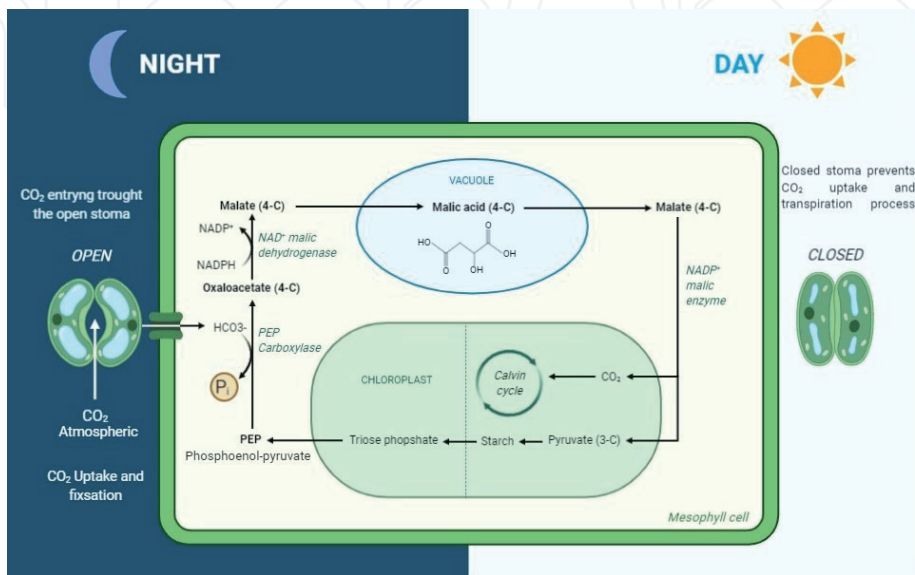 NIGHT
DAY
CO₂ entryng trought
the open stoma
OPEN
CO₂
Atmospheric
CO₂ Uptake and
fixsation
Closed stoma prevents
CO₂ uptake and
transpiration process
CLOSED
VACUOLE
Malate (4-C)
Malic acid (4-C)
Malate (4-C)
HO
O
O
OH
OH
NADP⁺
NADPH
NAD⁺ malic
dehydrogenase
Oxaloacetate (4-C)
HCO3-
PEP
Carboxylase
Pi
PEP
Phosphoenol-pyruvate
NADP⁺
malic
enzyme
CHLOROPLAST
Calvin
cycle
CO₂
Triose phopshate
Starch
Pyruvate (3-C)
Mesophyll cell